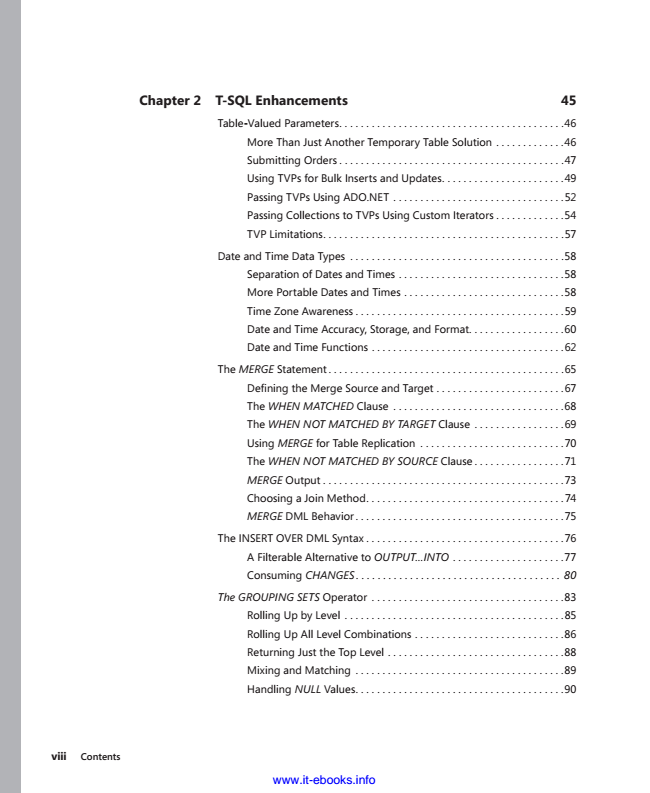 Chapter 2 T-SQL Enhancements 45
Table-Valued Parameters. . . . . . . . . . . . . . . . . . . . . . . . . . . . . . . . . . . . . . . . .46
More Than Just Another Temporary Table Solution . . . . . . . . . . . .46
Submitting Orders . . . . . . . . . . . . . . . . . . . . . . . . . . . . . . . . . . . . . . . .47
Using TVPs for Bulk Inserts and Updates. . . . . . . . . . . . . . . . . . . . . .49
Passing TVPs Using ADO.NET . . . . . . . . . . . . . . . . . . . . . . . . . . . . . .52
Passing Collections to TVPs Using Custom Iterators . . . . . . . . . . . .54
TVP Limitations. . . . . . . . . . . . . . . . . . . . . . . . . . . . . . . . . . . . . . . . . .57
Date and Time Data Types . . . . . . . . . . . . . . . . . . . . . . . . . . . . . . . . . . . . . . .58
Separation of Dates and Times . . . . . . . . . . . . . . . . . . . . . . . . . . . . .58
More Portable Dates and Times . . . . . . . . . . . . . . . . . . . . . . . . . . . .58
Time Zone Awareness . . . . . . . . . . . . . . . . . . . . . . . . . . . . . . . . . . . . .59
Date and Time Accuracy, Storage, and Format. . . . . . . . . . . . . . . . .60
Date and Time Functions . . . . . . . . . . . . . . . . . . . . . . . . . . . . . . . . . .62
The MERGE Statement . . . . . . . . . . . . . . . . . . . . . . . . . . . . . . . . . . . . . . . . . .65
Defining the Merge Source and Target . . . . . . . . . . . . . . . . . . . . . . .67
The WHEN MATCHED Clause . . . . . . . . . . . . . . . . . . . . . . . . . . . . . .68
The WHEN NOT MATCHED BY TARGET Clause . . . . . . . . . . . . . . . .69
Using MERGE for Table Replication . . . . . . . . . . . . . . . . . . . . . . . . . .70
The WHEN NOT MATCHED BY SOURCE Clause . . . . . . . . . . . . . . . .71
MERGE Output . . . . . . . . . . . . . . . . . . . . . . . . . . . . . . . . . . . . . . . . . .73
Choosing a Join Method. . . . . . . . . . . . . . . . . . . . . . . . . . . . . . . . . . .74
MERGE DML Behavior . . . . . . . . . . . . . . . . . . . . . . . . . . . . . . . . . . . . .75
The INSERT OVER DML Syntax . . . . . . . . . . . . . . . . . . . . . . . . . . . . . . . . . . . .76
A Filterable Alternative to OUTPUT...INTO . . . . . . . . . . . . . . . . . . . .77
Consuming CHANGES . . . . . . . . . . . . . . . . . . . . . . . . . . . . . . . . . . . . 80
The GROUPING SETS Operator . . . . . . . . . . . . . . . . . . . . . . . . . . . . . . . . . . .83
Rolling Up by Level . . . . . . . . . . . . . . . . . . . . . . . . . . . . . . . . . . . . . . .85
Rolling Up All Level Combinations . . . . . . . . . . . . . . . . . . . . . . . . . . .86
Returning Just the Top Level . . . . . . . . . . . . . . . . . . . . . . . . . . . . . . .88
Mixing and Matching . . . . . . . . . . . . . . . . . . . . . . . . . . . . . . . . . . . . .89
Handling NULL Values. . . . . . . . . . . . . . . . . . . . . . . . . . . . . . . . . . . . .90
viii Contents
www.it-ebooks.info